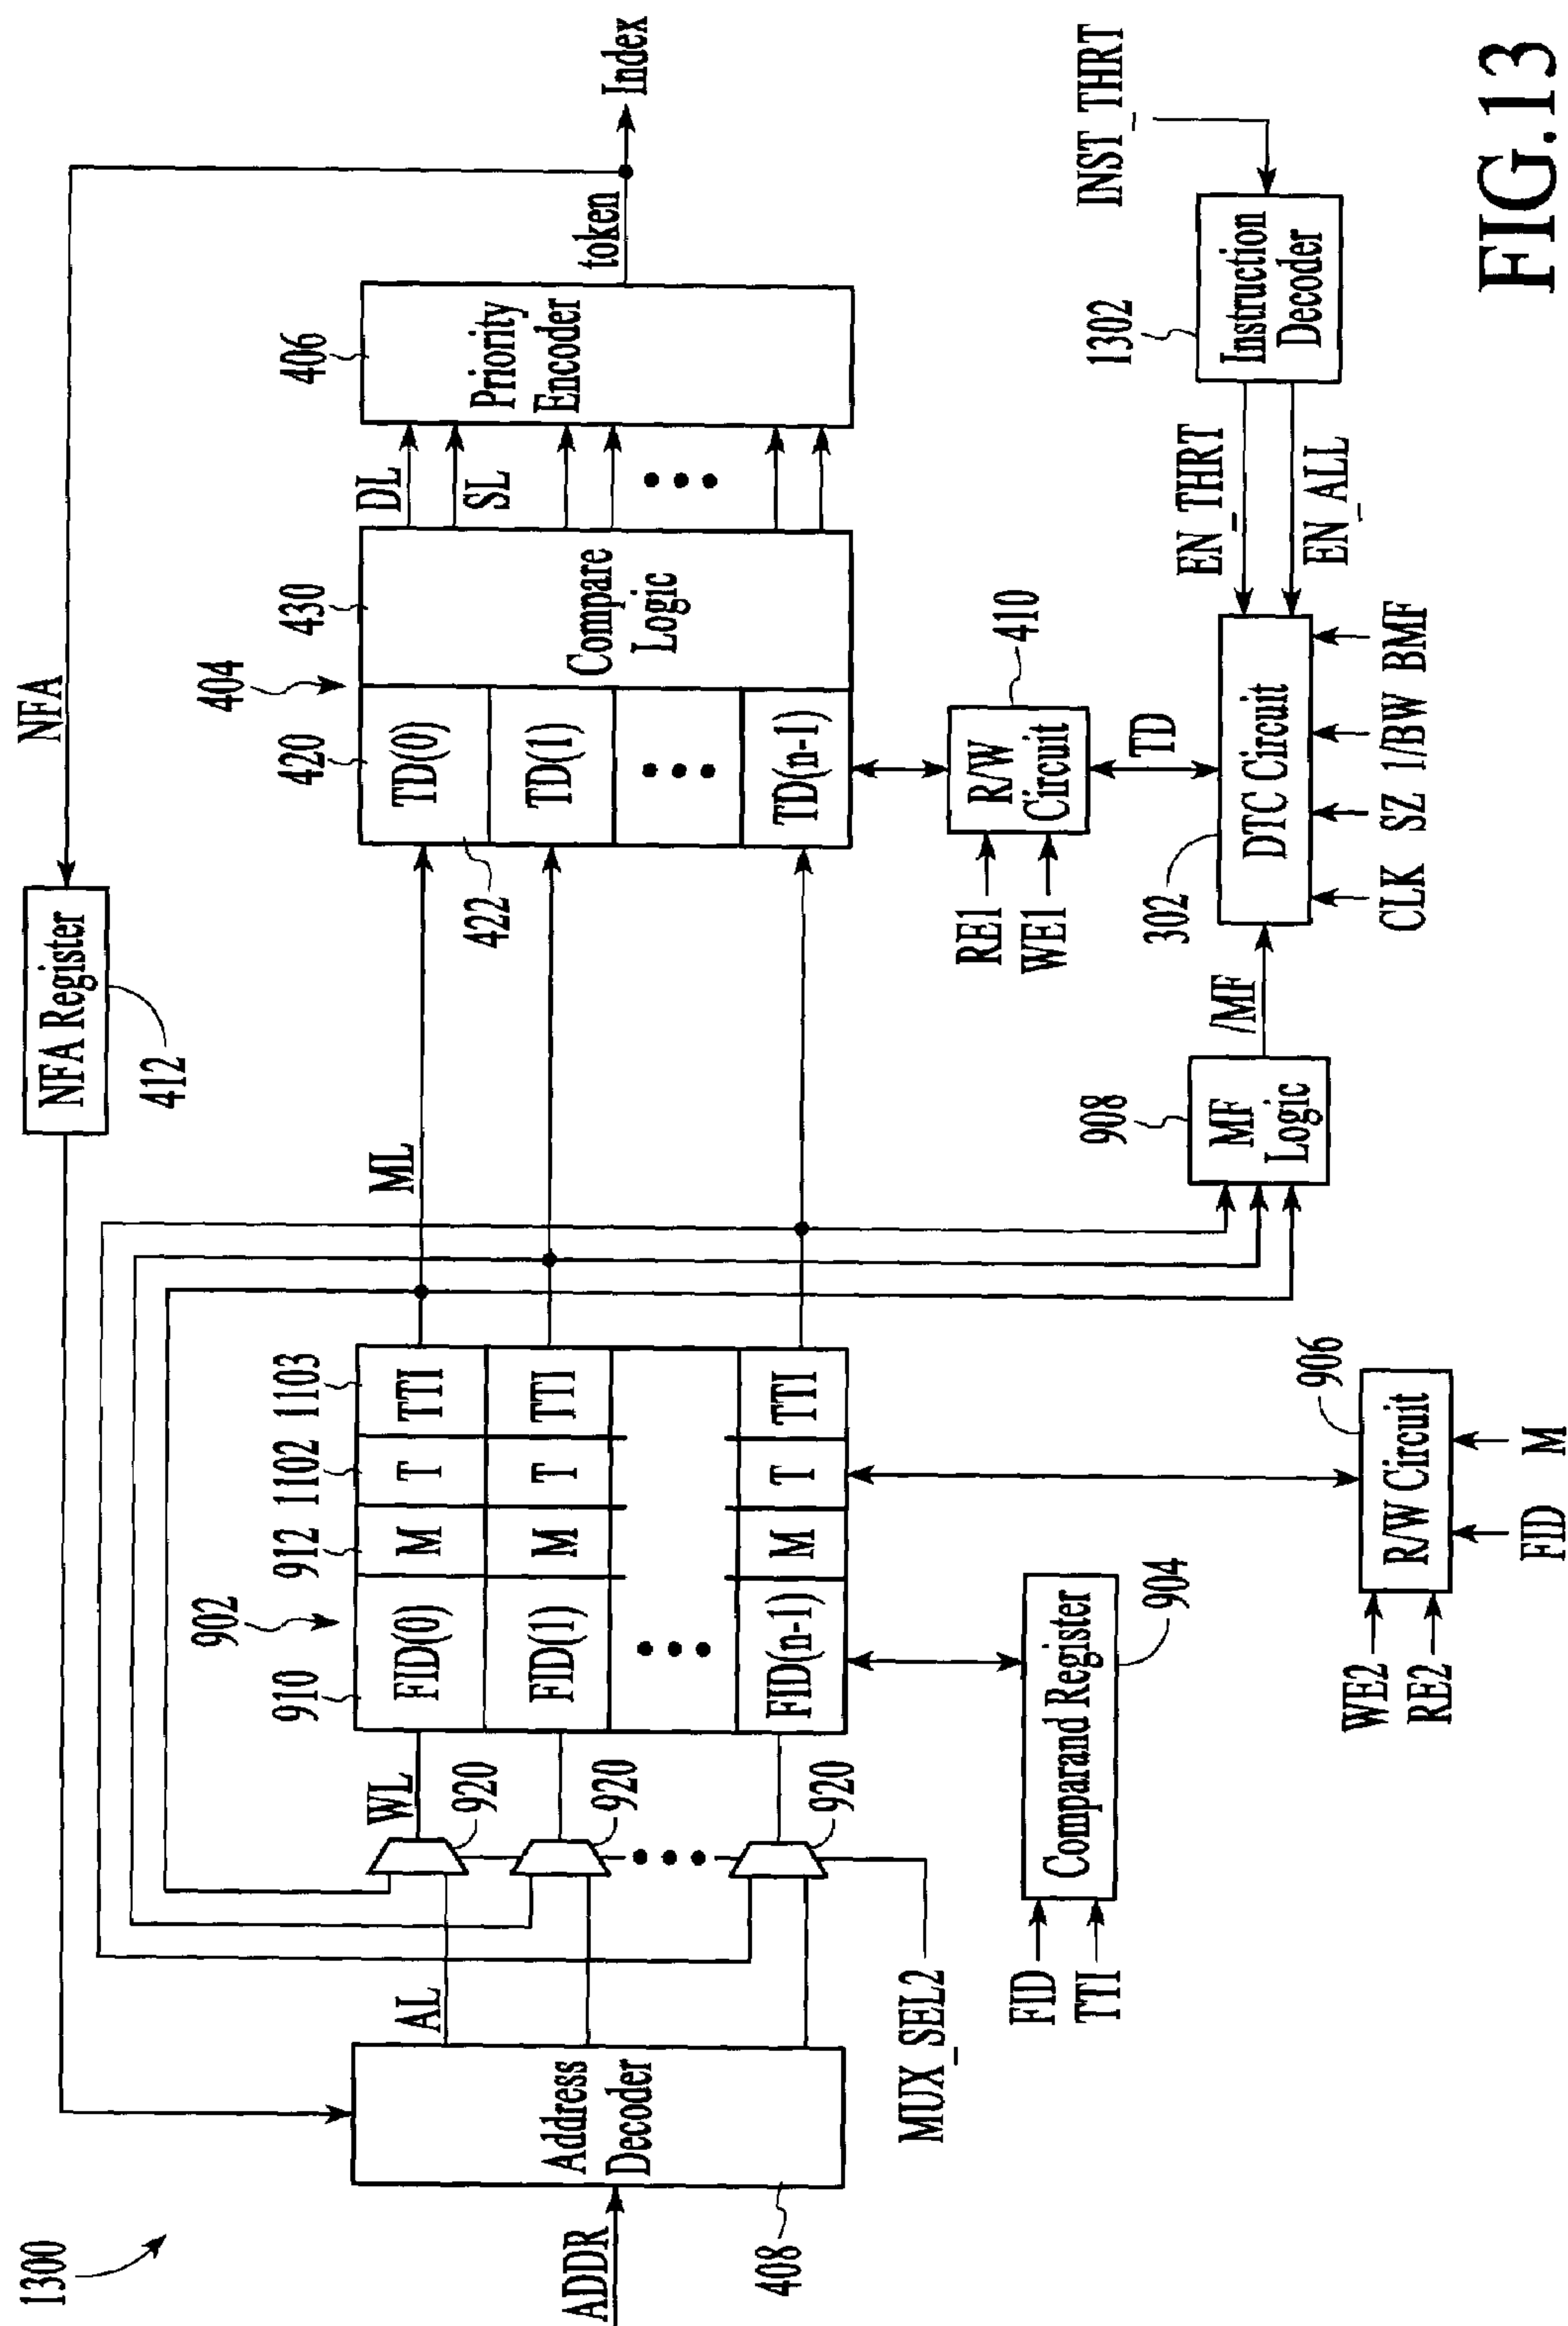 1300
NFA
NFA Register
412
ADDR
Address
Decoder
408
AL
WL
920
920
920
MUX_SEL2
902
910
912
1102
1103
FID(0)
M
T
TTI
FID(1)
M
T
TTI
FID(n-1)
M
T
TTI
ML
404
420
430
TD(0)
TD(1)
TD(n-1)
422
Compare
Logic
DL
SL
406
Priority
Encoder
token
Index
FID
TTI
Comparand Register
904
906
R/W Circuit
WE2
RE2
FID
M
908
MF
Logic
/MF
RE1
WE1
R/W
Circuit
410
TD
302
DTC Circuit
CLK
SZ
1/BW
BMF
EN_THRT
EN_ALL
1302
Instruction
Decoder
INST_THRT
FIG.13